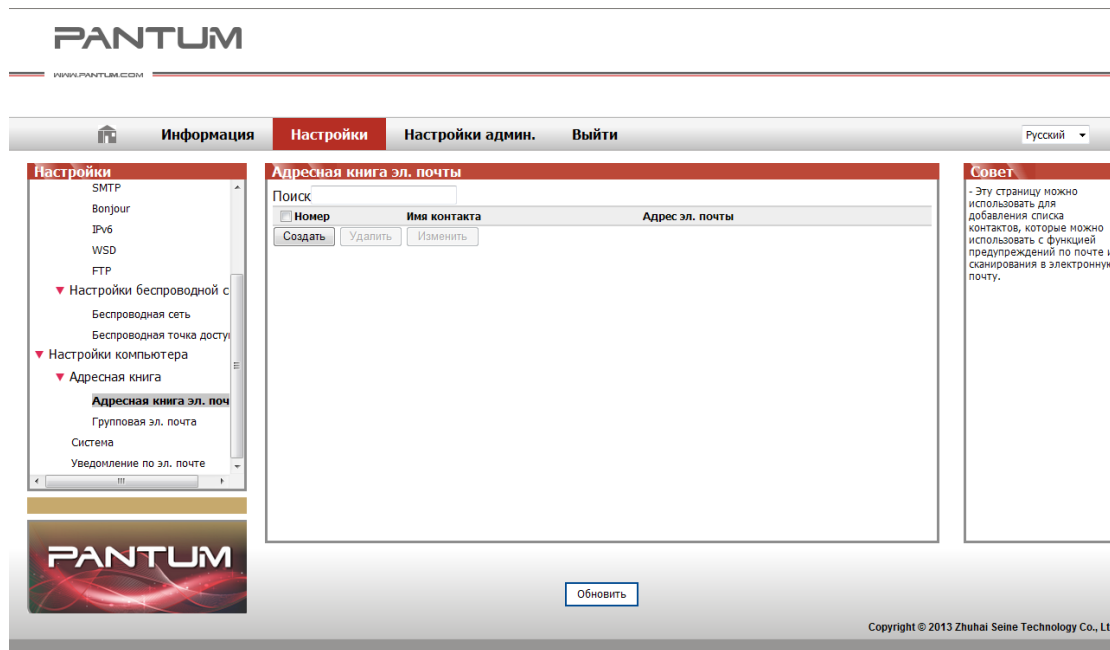 PANTUM
WWW.PANTUM.COM
Информация Настройки Настройки админ. Выйти Русский
Настройки
SMTP
Bonjour
IPv6
WSD
FTP
Настройки беспроводной с
Беспроводная сеть
Беспроводная точка досту
Настройки компьютера
Адресная книга
Адресная книга эл. поч
Групповая эл. почта
Система
Уведомление по эл. почте
PANTUM
Адресная книга эл. почты
Поиск
Номер Имя контакта Адрес эл. почты
Создать Удалить Изменить
Обновить
Совет
- Эту страницу можно
использовать для
добавления списка
контактов, которые можно
использовать с функцией
предупреждений по почте и
сканирования в электронную
почту.
Copyright © 2013 Zhuhai Seine Technology Co., Lt